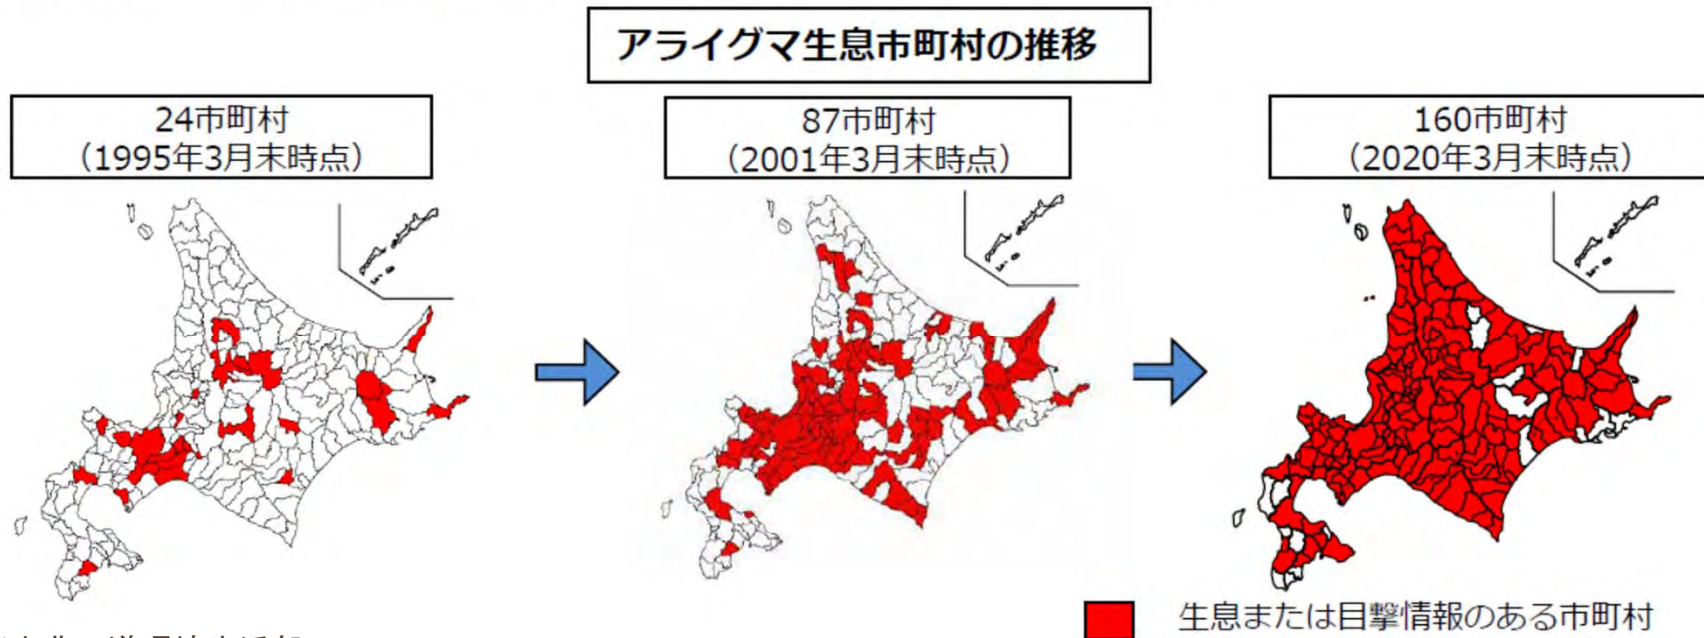 アライグマ生息市町村の推移
24市町村
（1995年3月末時点）
87市町村
（2001年3月末時点）
160市町村
（2020年3月末時点）
生息または目撃情報のある市町村